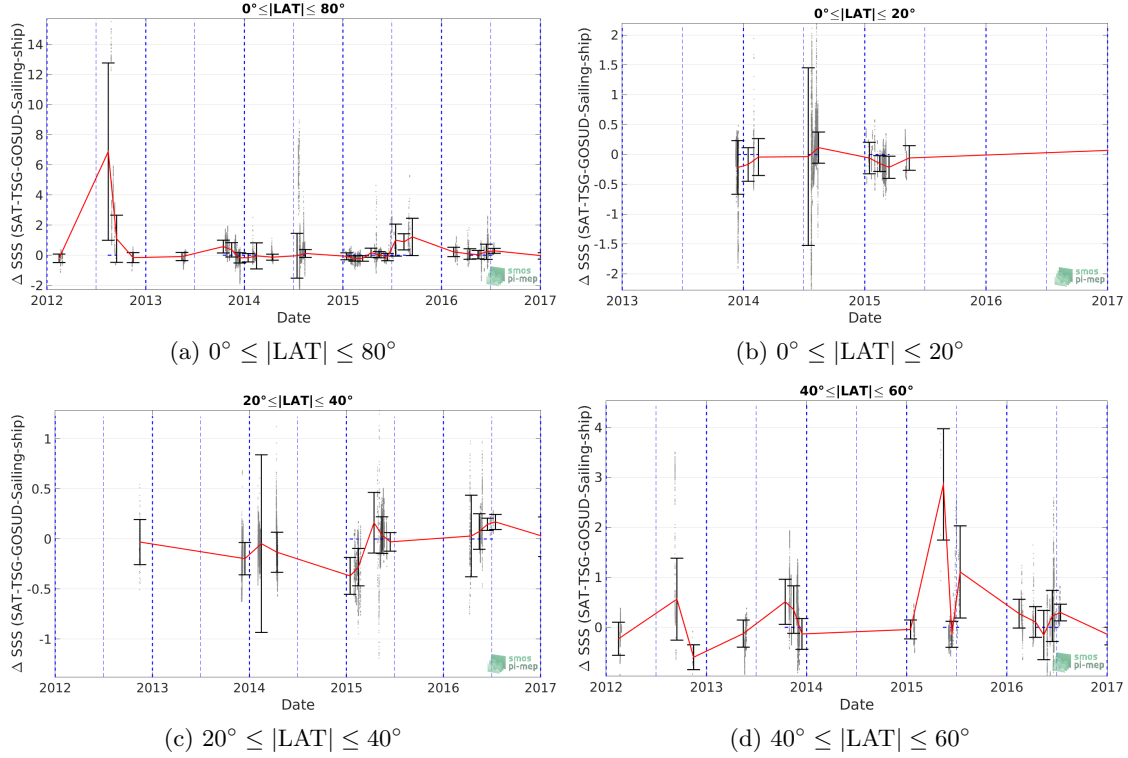 0°≤|LAT|≤ 80°
Δ SSS (SAT-TSG-GOSUD-Sailing-ship)
14
12
10
8
6
4
2
0
-2
2012 2013 2014 2015 2016 2017
Date
smos
pi-mep
(a) 0° ≤ |LAT| ≤ 80°
0°≤|LAT|≤ 20°
Δ SSS (SAT-TSG-GOSUD-Sailing-ship)
2
1.5
1
0.5
0
-0.5
-1
-1.5
-2
2013 2014 2015 2016 2017
Date
smos
pi-mep
(b) 0° ≤ |LAT| ≤ 20°
20°≤|LAT|≤ 40°
Δ SSS (SAT-TSG-GOSUD-Sailing-ship)
1
0.5
0
-0.5
-1
2012 2013 2014 2015 2016 2017
Date
smos
pi-mep
(c) 20° ≤ |LAT| ≤ 40°
40°≤|LAT|≤ 60°
Δ SSS (SAT-TSG-GOSUD-Sailing-ship)
4
3
2
1
0
2012 2013 2014 2015 2016 2017
Date
smos
pi-mep
(d) 40° ≤ |LAT| ≤ 60°